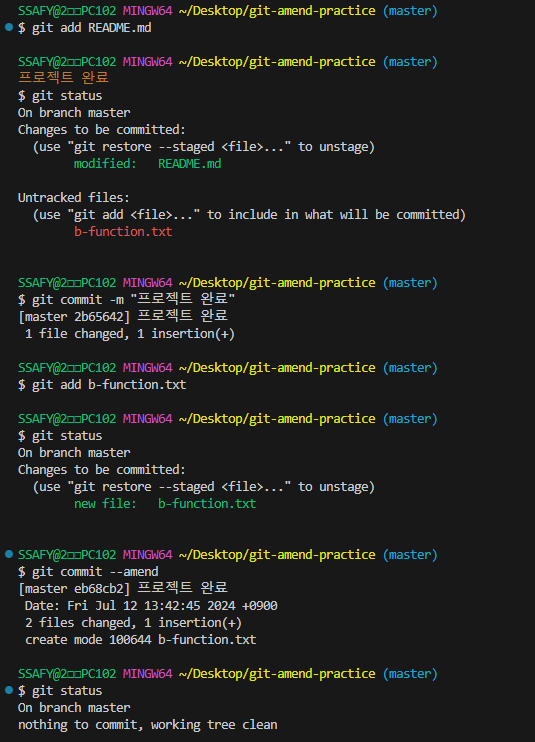 SSAFY@2□□PC102 MINGW64 ~/Desktop/git-amend-practice (master)
$ git add README.md
SSAFY@2□□PC102 MINGW64 ~/Desktop/git-amend-practice (master)
프로젝트 완료
$ git status
On branch master
Changes to be committed:
  (use "git restore --staged <file>..." to unstage)
        modified:   README.md
Untracked files:
  (use "git add <file>..." to include in what will be committed)
        b-function.txt
SSAFY@2□□PC102 MINGW64 ~/Desktop/git-amend-practice (master)
$ git commit -m "프로젝트 완료"
[master 2b65642] 프로젝트 완료
 1 file changed, 1 insertion(+)
SSAFY@2□□PC102 MINGW64 ~/Desktop/git-amend-practice (master)
$ git add b-function.txt
SSAFY@2□□PC102 MINGW64 ~/Desktop/git-amend-practice (master)
$ git status
On branch master
Changes to be committed:
  (use "git restore --staged <file>..." to unstage)
        new file:   b-function.txt
SSAFY@2□□PC102 MINGW64 ~/Desktop/git-amend-practice (master)
$ git commit --amend
[master eb68cb2] 프로젝트 완료
 Date: Fri Jul 12 13:42:45 2024 +0900
 2 files changed, 1 insertion(+)
 create mode 100644 b-function.txt
SSAFY@2□□PC102 MINGW64 ~/Desktop/git-amend-practice (master)
$ git status
On branch master
nothing to commit, working tree clean